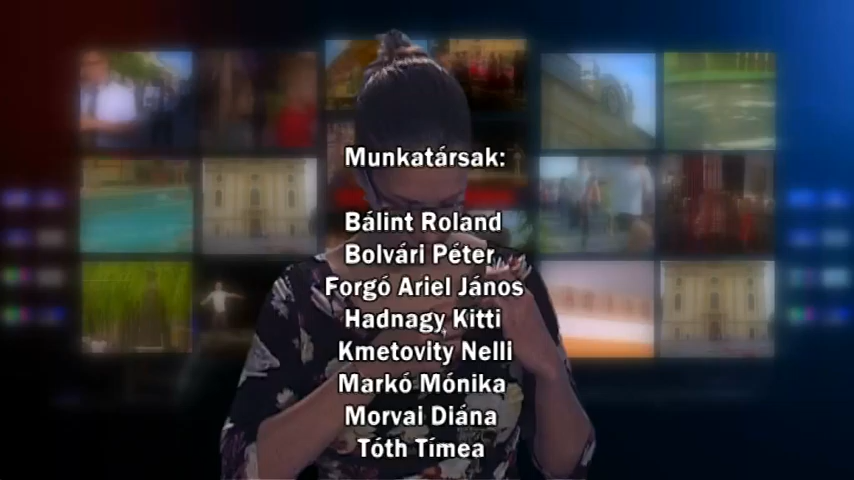 Munkatársak:
Bálint Roland
Bolvári Péter
Forgó Ariel János
Hadnagy Kitti
Kmetovity Nelli
Markó Mónika
Morvai Diána
Tóth Tímea